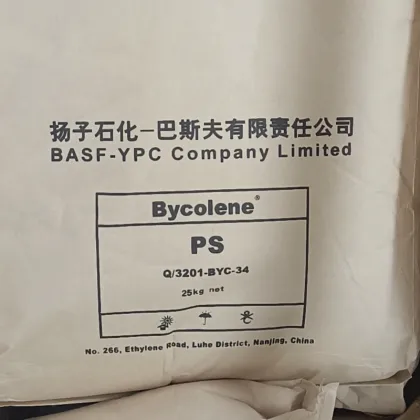 扬子石化–巴斯夫有限责任公司
BASF-YPC Company Limited
Bycolene®
PS
Q/3201-BYC-34
25kg net
No. 266, Ethylene Road, Luhe District, Nanjing, China